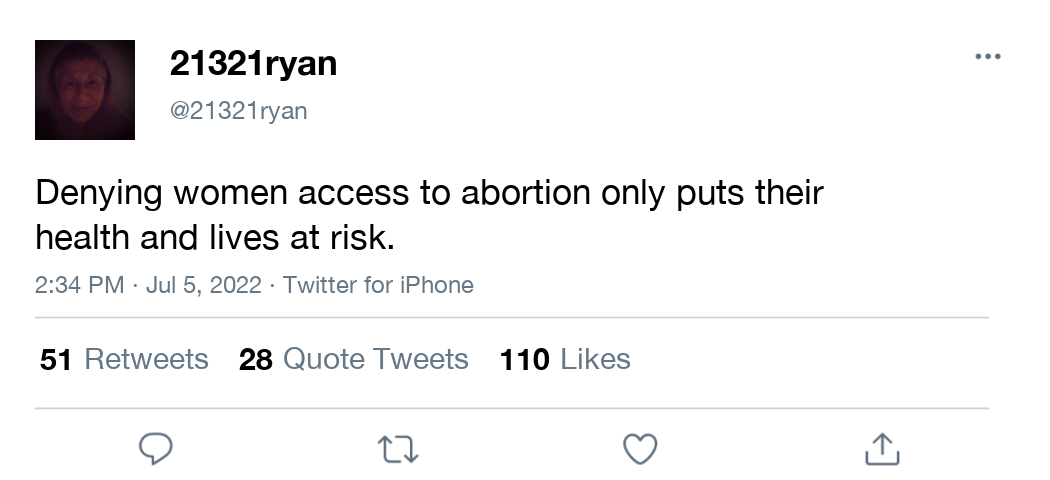 21321ryan
@21321ryan
Denying women access to abortion only puts their
health and lives at risk.
2:34 PM · Jul 5, 2022 · Twitter for iPhone
51 Retweets 28 Quote Tweets 110 Likes